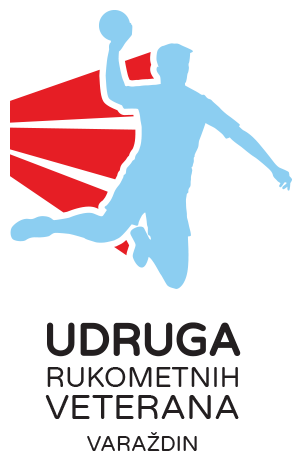 UDRUGA
RUKOMETNIH
VETERANA
VARAŽDIN